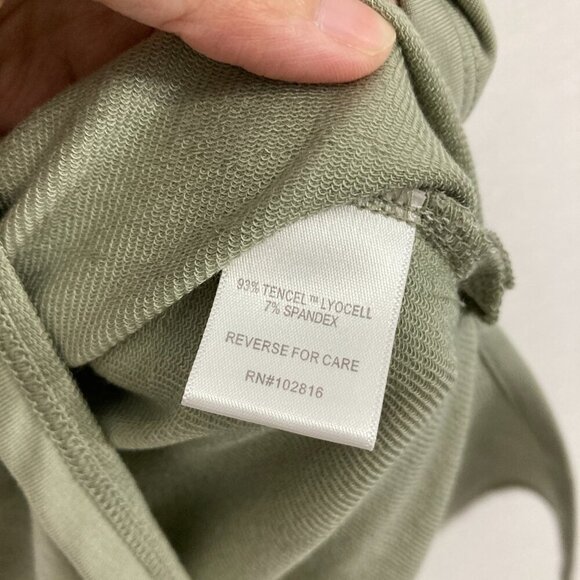 93% TENCEL™ LYOCELL
7% SPANDEX
REVERSE FOR CARE
RN#102816